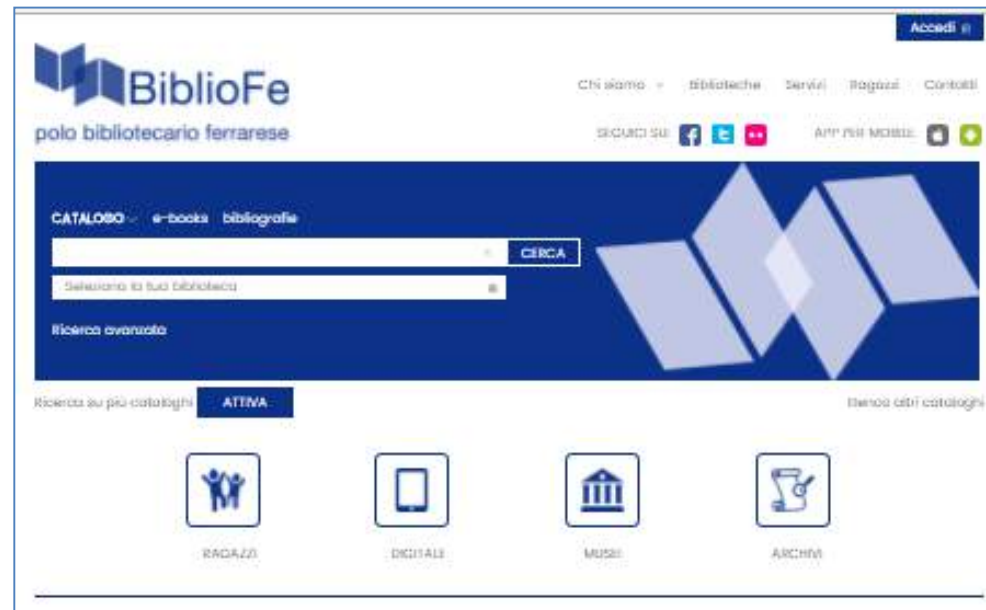 Accedi
BiblioFe
polo bibliotecario ferrarese
Chi siamo Biblioteche Servizi Ragazzi Contatti
SEGUICI SU APP PER MOBILE
CATALOGO e-books bibliografie
CERCA
Seleziona la tua biblioteca
Ricerca avanzata
Ricerca su più cataloghi ATTIVA
Elenco altri cataloghi
RAGAZZI DIGITALE MUSEI ARCHIVI